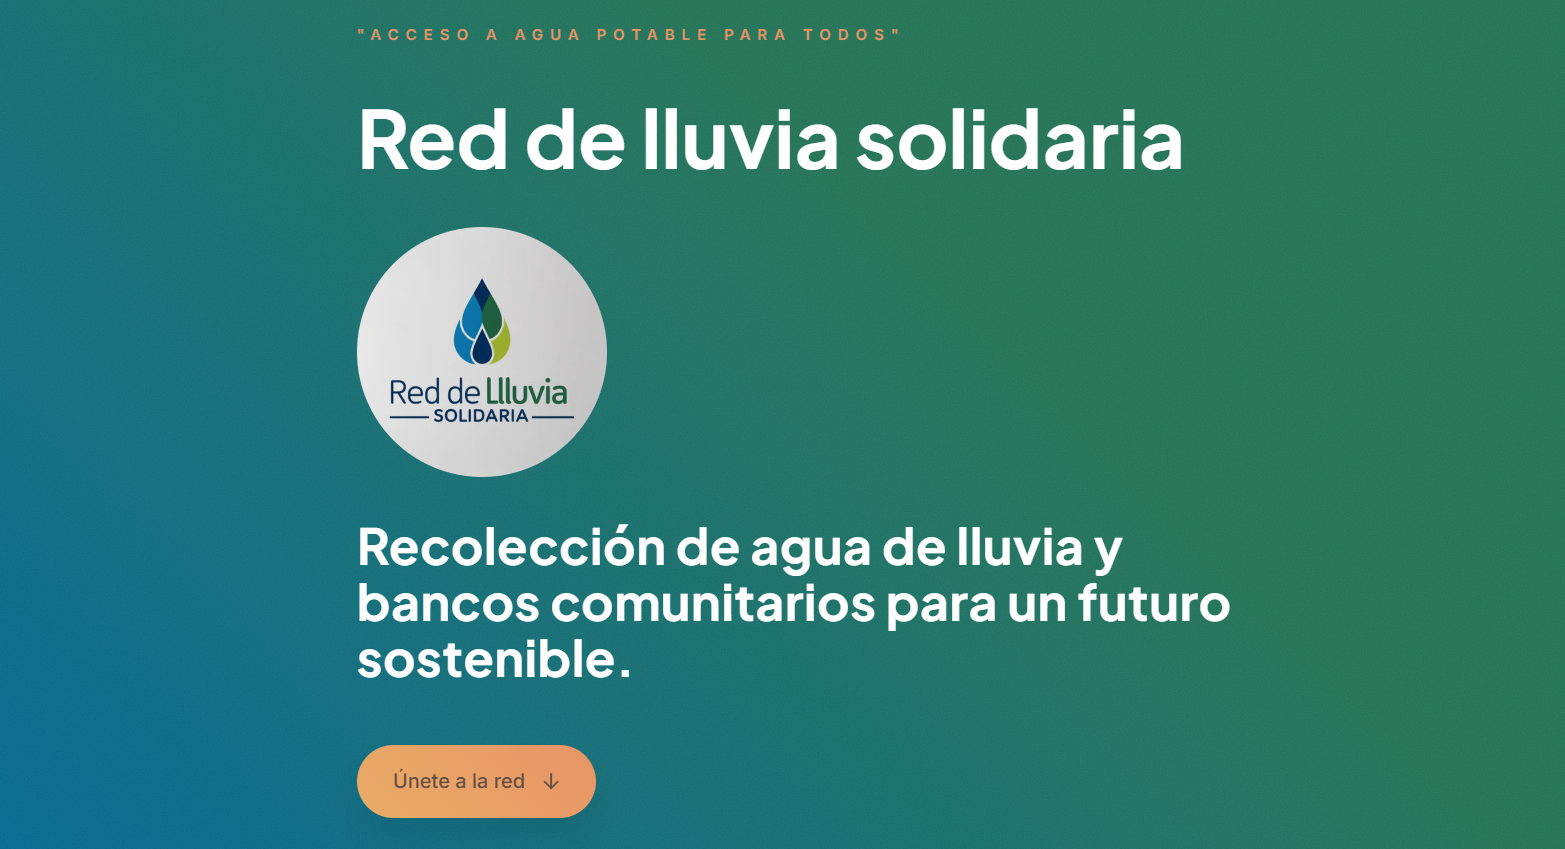 "ACCESO A AGUA POTABLE PARA TODOS"
Red de lluvia solidaria
Red de Llluvia
SOLIDARIA
Recolección de agua de lluvia y
bancos comunitarios para un futuro
sostenible.
Únete a la red